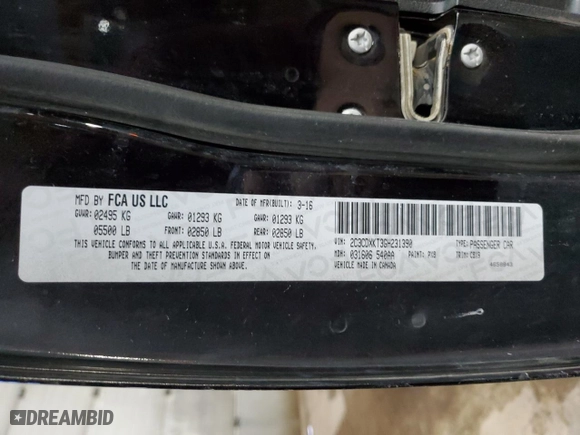 MFD BY FCA US LLC DATE OF MFR(BUILT): 3-16
GVWR: 02495 KG GAWR: 01293 KG GAWR: 01293 KG
05500 LB FRONT: 02850 LB REAR: 02850 LB
THIS VEHICLE CONFORMS TO ALL APPLICABLE U.S.A. FEDERAL MOTOR VEHICLE SAFETY,
BUMPER AND THEFT PREVENTION STANDARDS IN EFFECT ON
THE DATE OF MANUFACTURE SHOWN ABOVE.
VIN: 2C3CDXKT3GH231390 TYPE: PASSENGER CAR
MDH: 031606 540AA PAINT: PX8 TRIM: CDX9
VEHICLE MADE IN CANADA
DREAMBID